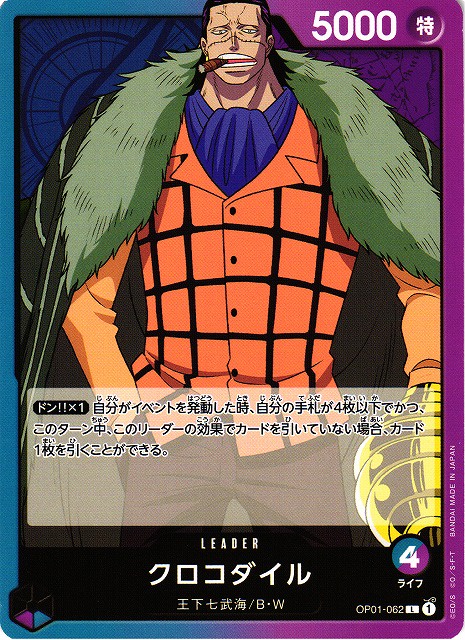 5000 特
ドン!!×1 自分がイベントを発動した時、自分の手札が4枚以下でかつ、
このターン中、このリーダーの効果でカードを引いていない場合、カード
1枚を引くことができる。
LEADER
クロコダイル
王下七武海/B・W
4
ライフ
OP01-062 L 1
©E.O/S ©O/S・F・T BANDAI MADE IN JAPAN